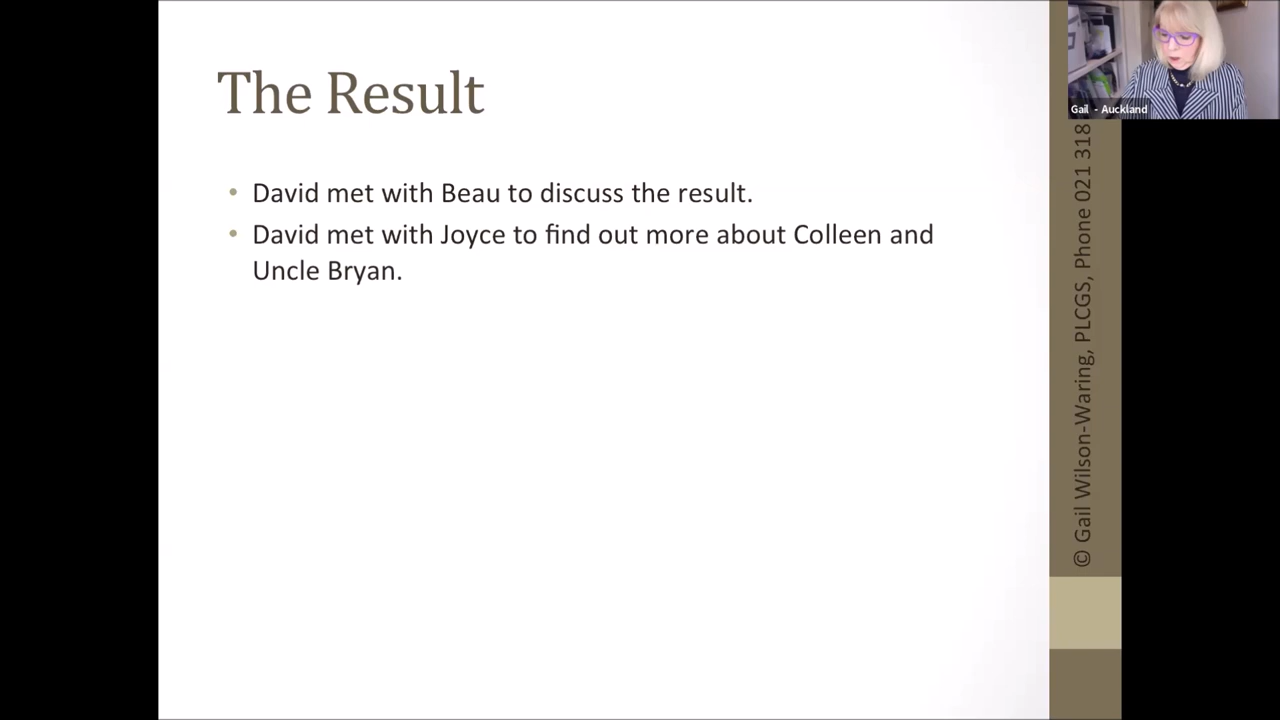 The Result
• David met with Beau to discuss the result.
• David met with Joyce to find out more about Colleen and
Uncle Bryan.
Gail - Auckland
© Gail Wilson-Waring, PLCGS, Phone 021 318